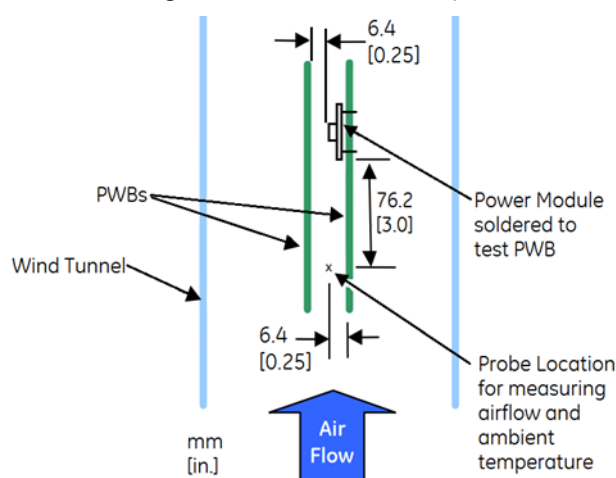 6.4
[0.25]
PWBs
76.2
[3.0]
Power Module
soldered to
test PWB
Wind Tunnel
x
6.4
[0.25]
Probe Location
for measuring
airflow and
ambient
temperature
Air
Flow
mm
[in.]